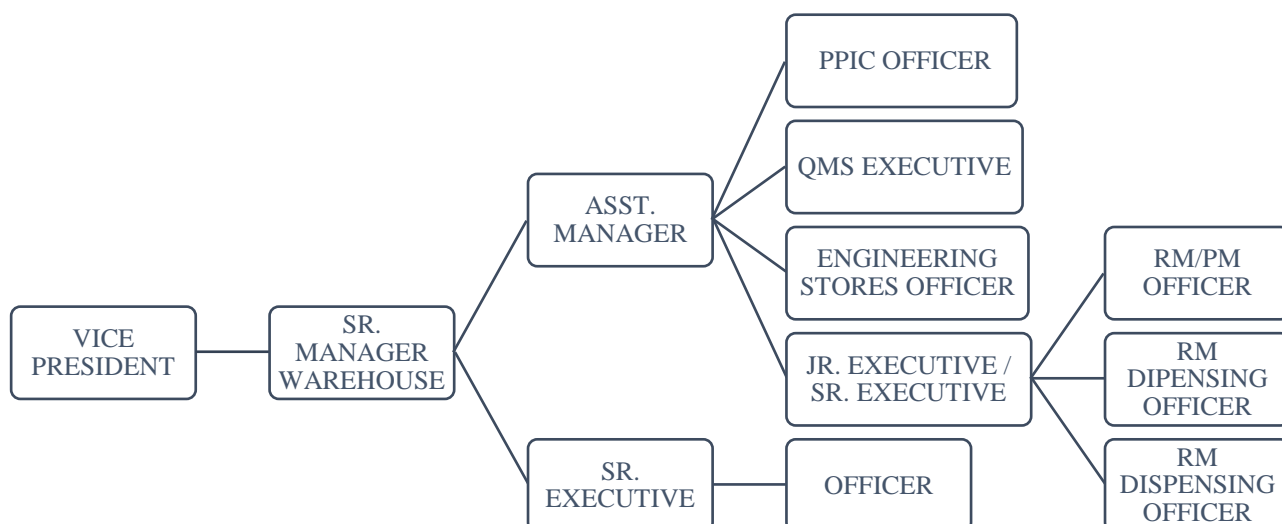 VICE
PRESIDENT
SR.
MANAGER
WAREHOUSE
ASST.
MANAGER
PPIC OFFICER
QMS EXECUTIVE
ENGINEERING
STORES OFFICER
JR. EXECUTIVE /
SR. EXECUTIVE
RM/PM
OFFICER
RM
DIPENSING
OFFICER
RM
DISPENSING
OFFICER
SR.
EXECUTIVE
OFFICER